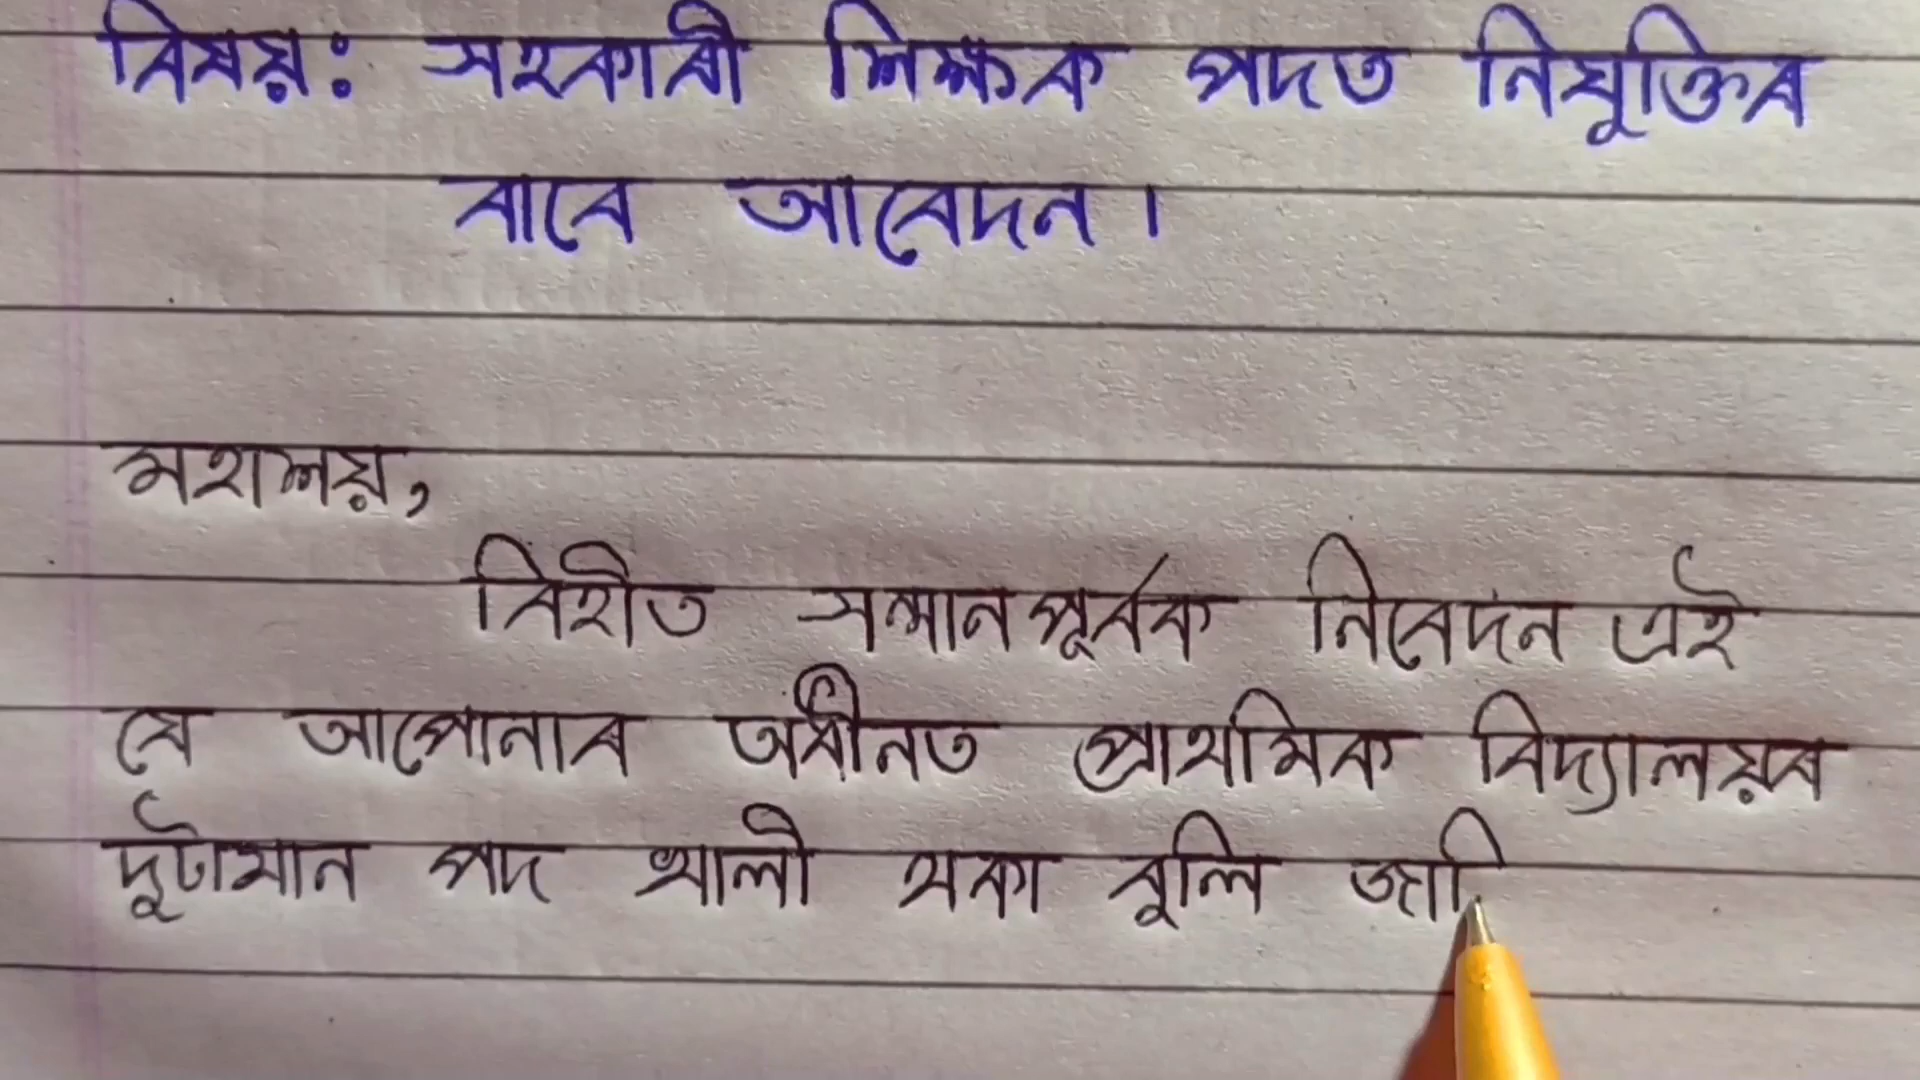 বিষয়: সহকাৰী শিক্ষক পদত নিযুক্তিৰ
বাবে আবেদন।
মহাশয়,
বিহীত সন্মানপূৰ্বক নিবেদন এই
যে আপোনাৰ অধীনত প্ৰাথমিক বিদ্যালয়ৰ
দুটামান পদ খালী থকা বুলি